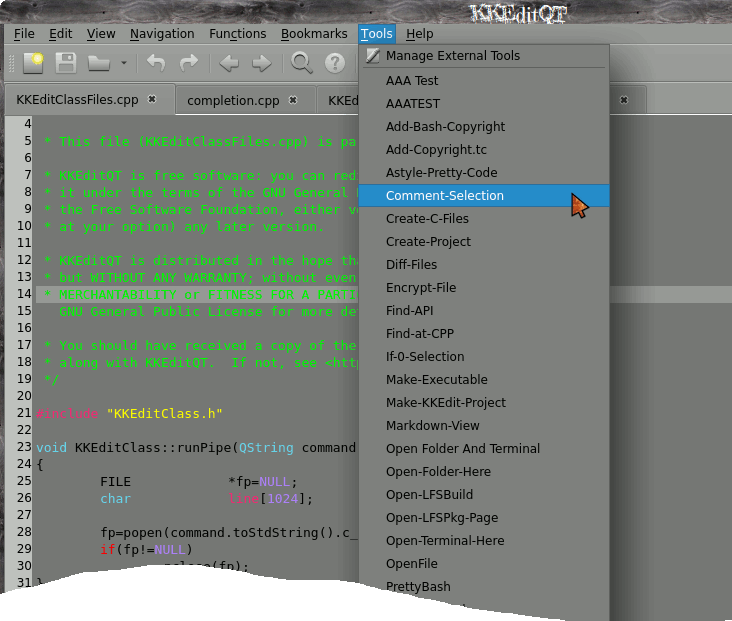 KKEditQT
File Edit View Navigation Functions Bookmarks Tools Help
KKEditClassFiles.cpp completion.cpp KKEd
4
5 * This file (KKEditClassFiles.cpp) is pa
6
7 * KKEditQT is free software: you can red
8 * it under the terms of the GNU General
9 * the Free Software Foundation, either v
10 * at your option) any later version.
11
12 * KKEditQT is distributed in the hope th
13 * but WITHOUT ANY WARRANTY; without even
14 * MERCHANTABILITY or FITNESS FOR A PARTI
15 GNU General Public License for more de
16
17 * You should have received a copy of the
18 * along with KKEditQT. If not, see <htt
19 */
20
21 #include "KKEditClass.h"
22
23 void KKEditClass::runPipe(QString command
24 {
25 FILE *fp=NULL;
26 char line[1024];
27
28 fp=popen(command.toStdString().c_
29 if(fp!=NULL)
30 pclose(fp);
31 }
Manage External Tools
AAA Test
AAATEST
Add-Bash-Copyright
Add-Copyright.tc
Astyle-Pretty-Code
Comment-Selection
Create-C-Files
Create-Project
Diff-Files
Encrypt-File
Find-API
Find-at-CPP
If-0-Selection
Make-Executable
Make-KKEdit-Project
Markdown-View
Open Folder And Terminal
Open-Folder-Here
Open-LFSBuild
Open-LFSPkg-Page
Open-Terminal-Here
OpenFile
PrettyBash